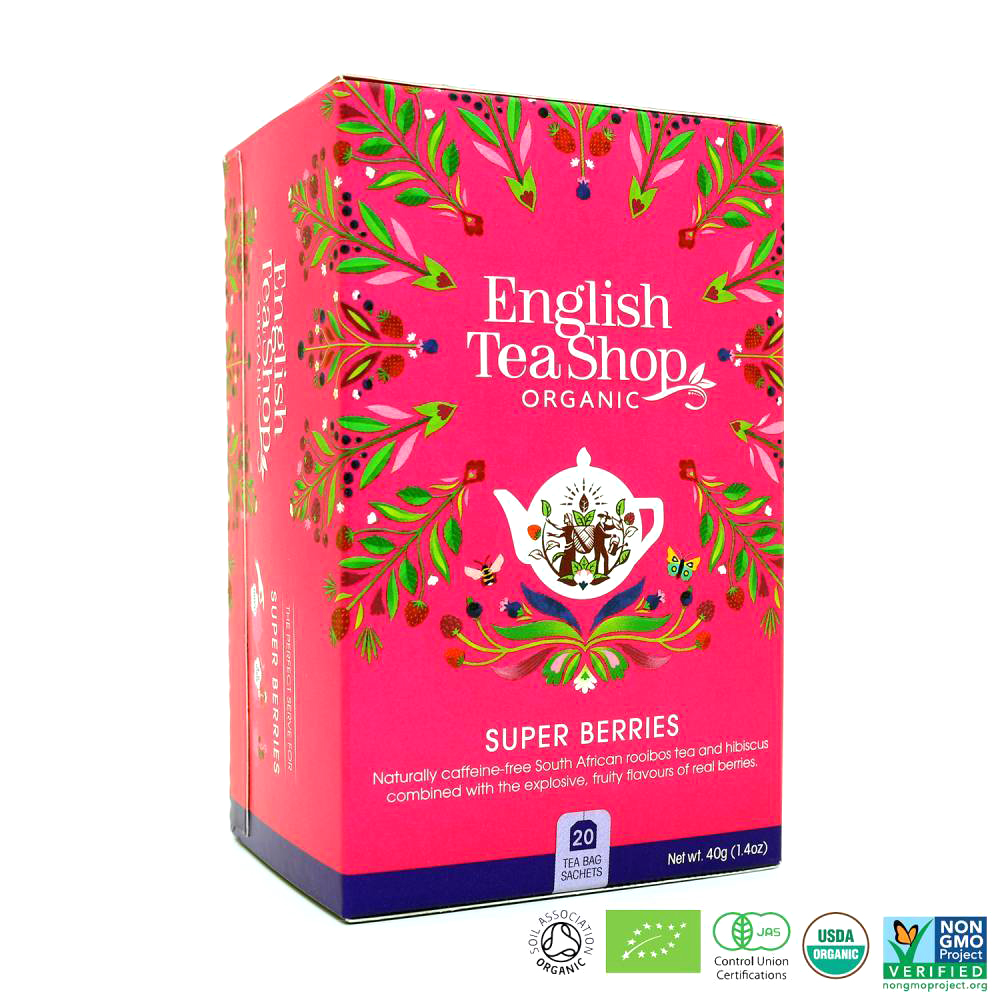 English
Tea Shop
ORGANIC
SUPER BERRIES
Naturally caffeine-free South African rooibos tea and hibiscus
combined with the explosive, fruity flavours of real berries.
20
TEA BAG
SACHETS
Net wt. 40g (1.4oz)
English
Tea Shop
ORGANIC
THE PERFECT SERVE FOR
SUPER BERRIES
SOIL ASSOCIATION
ORGANIC
JAS
Control Union
Certifications
USDA
ORGANIC
NON
GMO
Project
VERIFIED
nongmoproject.org